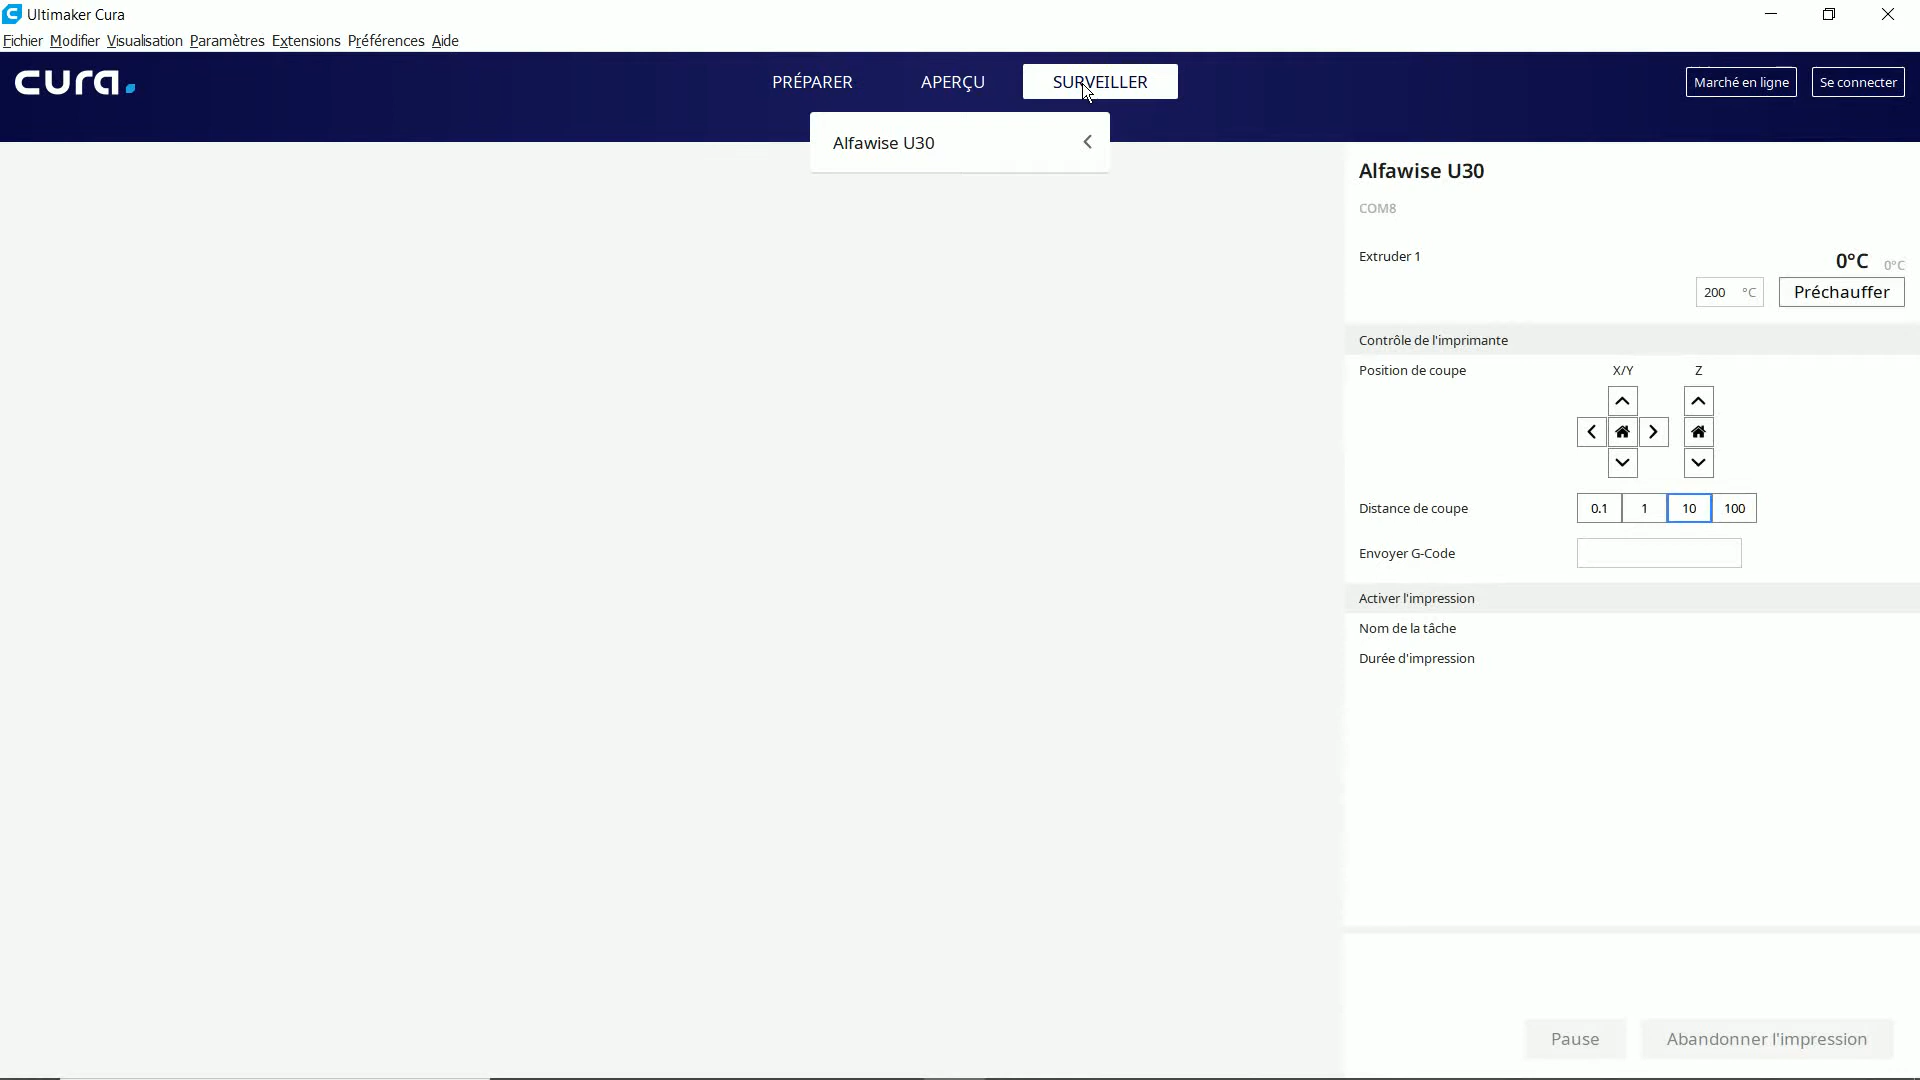 Ultimaker Cura
Fichier Modifier Visualisation Paramètres Extensions Préférences Aide
cura.
PRÉPARER APERÇU SURVEILLER
Marché en ligne Se connecter
Alfawise U30
Alfawise U30
COM8
Extruder 1
0°C 0°C
200 °C Préchauffer
Contrôle de l'imprimante
Position de coupe X/Y Z
Distance de coupe 0.1 1 10 100
Envoyer G-Code
Activer l'impression
Nom de la tâche
Durée d'impression
Pause Abandonner l'impression